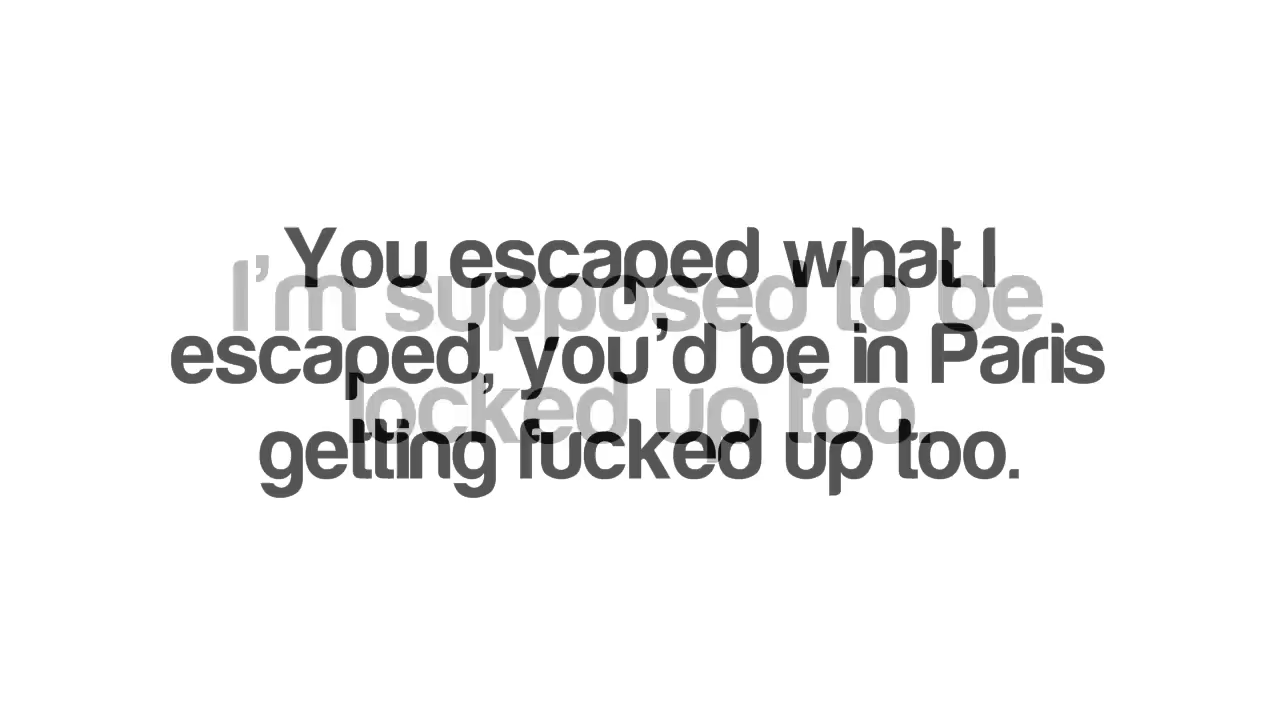 You escaped what I
I'm supposed to be
escaped, you'd be in Paris
locked up too
getting fucked up too.